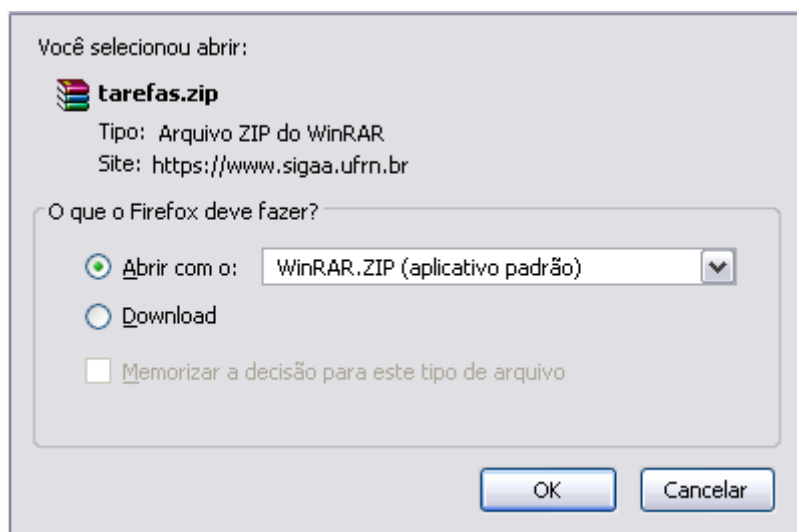 Você selecionou abrir:
tarefas.zip
Tipo: Arquivo ZIP do WinRAR
Site: https://www.sigaa.ufrn.br
O que o Firefox deve fazer?
Abrir com o: WinRAR.ZIP (aplicativo padrão)
Download
Memorizar a decisão para este tipo de arquivo
OK Cancelar